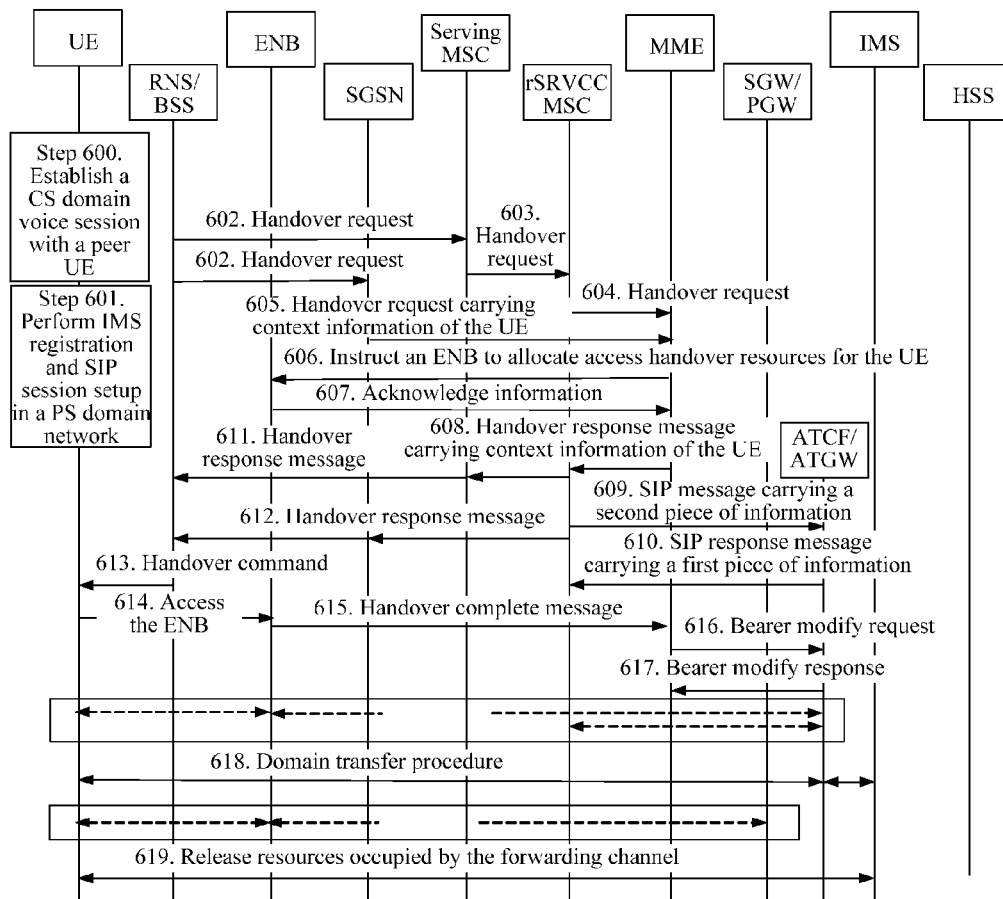 UE
ENB
Serving
MSC
MME
IMS
RNS/
BSS
SGSN
rSRVCC
MSC
SGW/
PGW
HSS
Step 600.
Establish a
CS domain
voice session
with a peer
UE
602. Handover request
603.
Handover
request
602. Handover request
Step 601.
Perform IMS
registration
and SIP
session setup
in a PS domain
network
604. Handover request
605. Handover request carrying
context information of the UE
606. Instruct an ENB to allocate access handover resources for the UE
607. Acknowledge information
608. Handover response message
carrying context information of the UE
611. Handover
response message
ATCF/
ATGW
609. SIP message carrying a
second piece of information
612. Handover response message
610. SIP response message
carrying a first piece of information
613. Handover command
614. Access
the ENB
615. Handover complete message
616. Bearer modify request
617. Bearer modify response
618. Domain transfer procedure
619. Release resources occupied by the forwarding channel